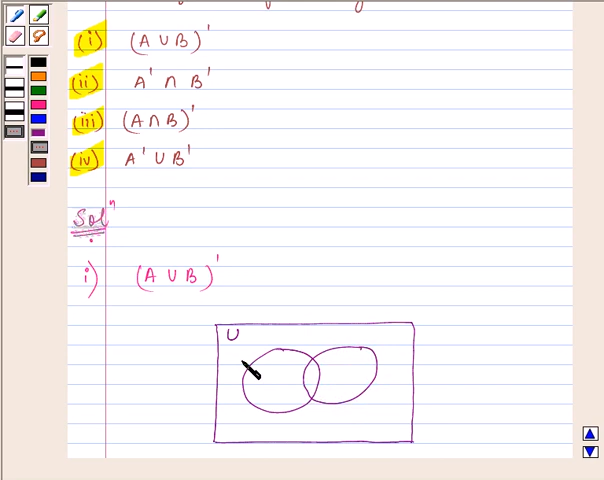 (i) (A ∪ B)'
(ii) A' ∩ B'
(iii) (A ∩ B)'
(iv) A' ∪ B'
Solⁿ
i) (A ∪ B)'
U